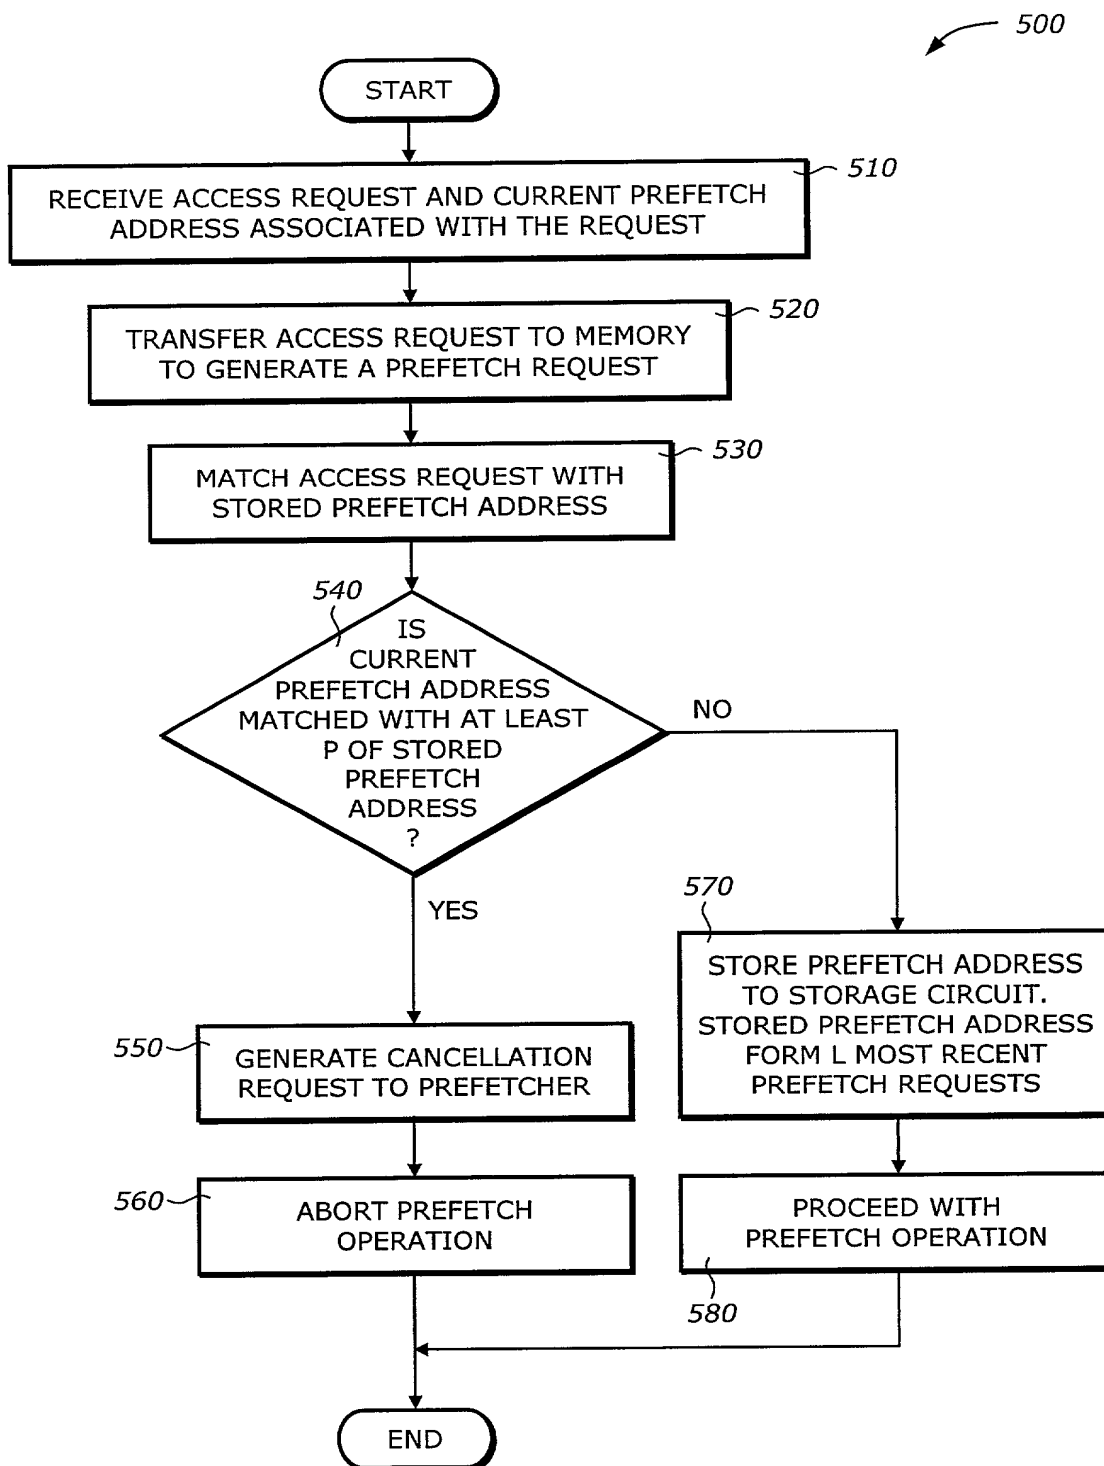 500
START
510
RECEIVE ACCESS REQUEST AND CURRENT PREFETCH
ADDRESS ASSOCIATED WITH THE REQUEST
520
TRANSFER ACCESS REQUEST TO MEMORY
TO GENERATE A PREFETCH REQUEST
530
MATCH ACCESS REQUEST WITH
STORED PREFETCH ADDRESS
540
IS
CURRENT
PREFETCH ADDRESS
MATCHED WITH AT LEAST
P OF STORED
PREFETCH
ADDRESS
?
NO
YES
550
GENERATE CANCELLATION
REQUEST TO PREFETCHER
560
ABORT PREFETCH
OPERATION
570
STORE PREFETCH ADDRESS
TO STORAGE CIRCUIT.
STORED PREFETCH ADDRESS
FORM L MOST RECENT
PREFETCH REQUESTS
PROCEED WITH
PREFETCH OPERATION
580
END